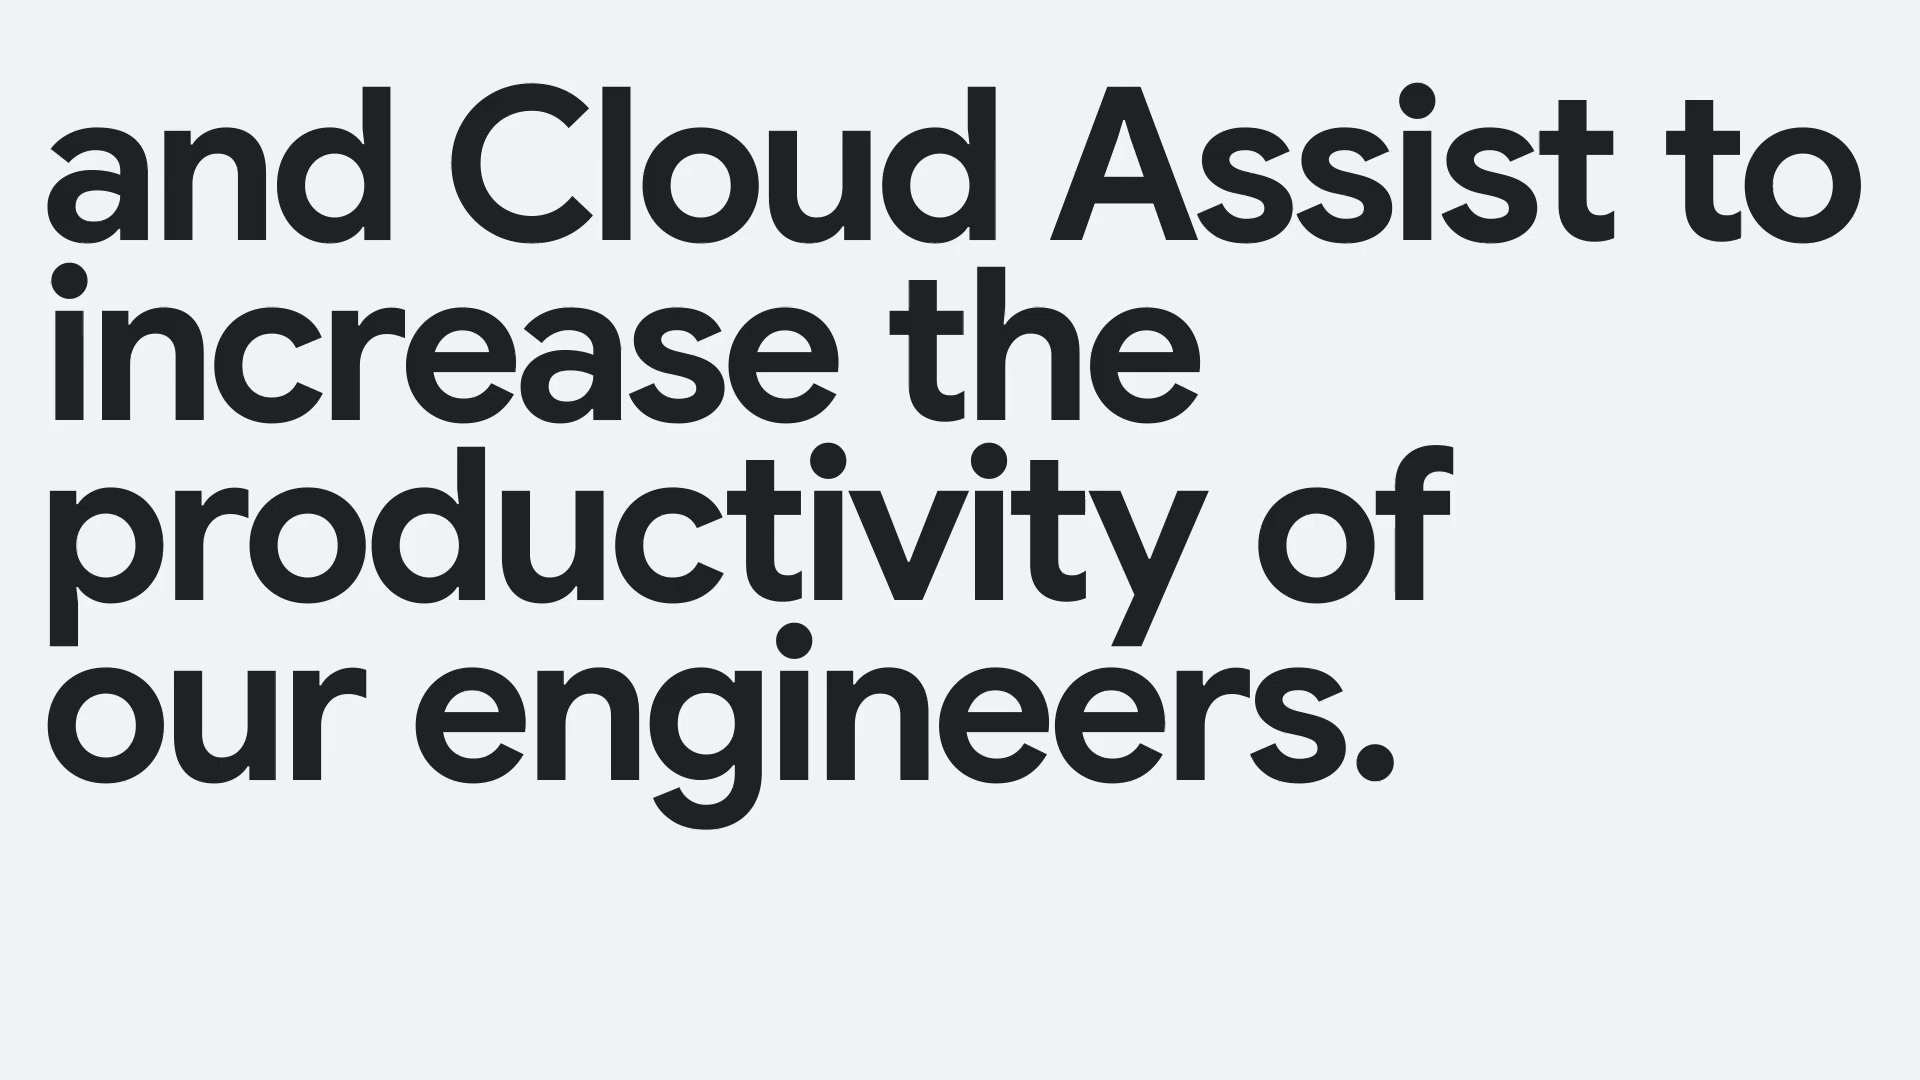 and Cloud Assist to
increase the
productivity of
our engineers.